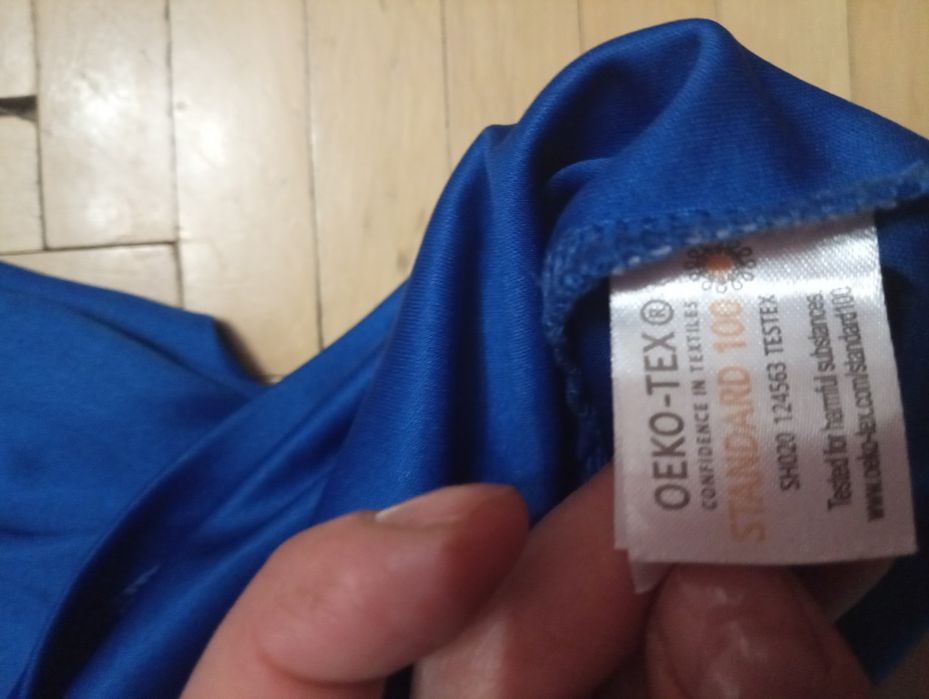 OEKO-TEX®
CONFIDENCE IN TEXTILES
STANDARD 100
SH020 124563 TESTEX
Tested for harmful substances
www.oeko-tex.com/standard100